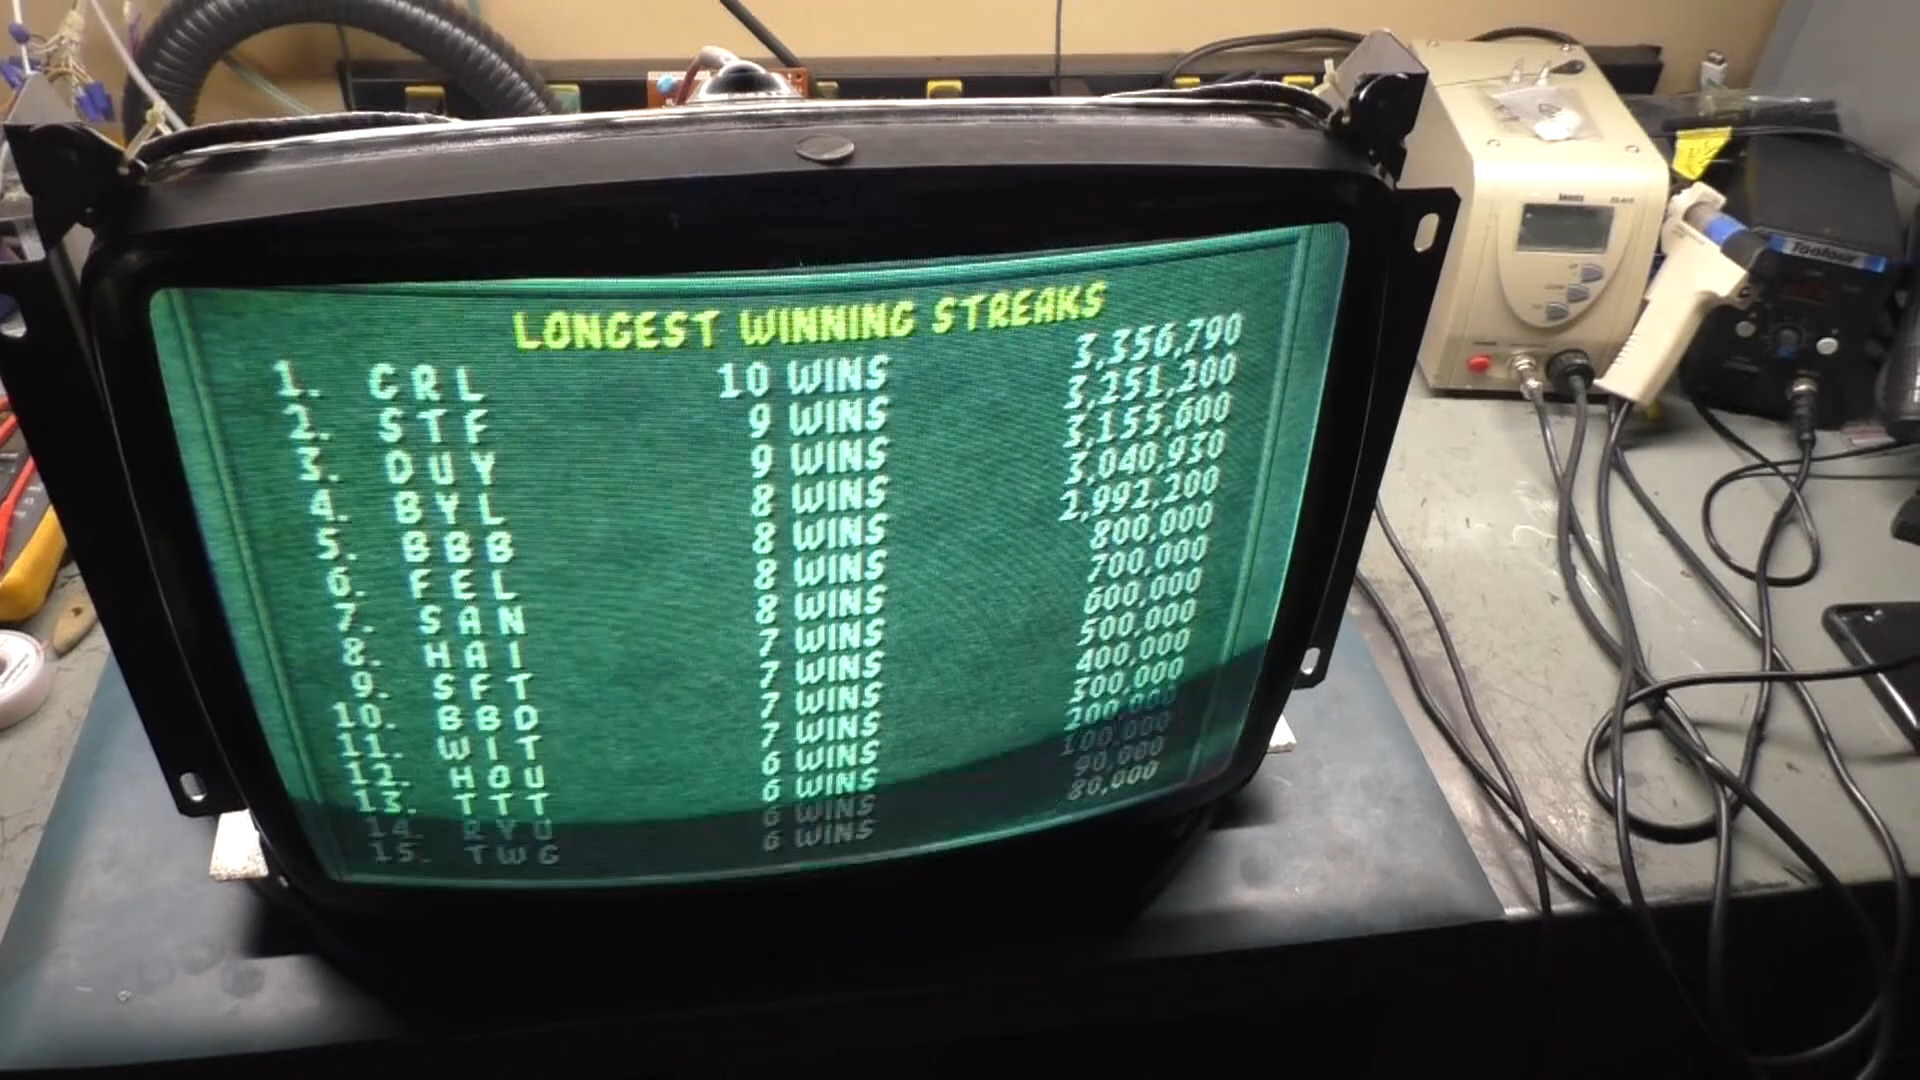 LONGEST WINNING STREAKS
1. CRL 10 WINS 3,356,790
2. STF 9 WINS 3,251,200
3. DUY 9 WINS 3,155,600
4. BYL 8 WINS 3,040,930
5. BBB 8 WINS 2,992,200
6. FEL 8 WINS 800,000
7. SAN 8 WINS 700,000
8. HAI 7 WINS 600,000
9. SFT 7 WINS 500,000
10. BBD 7 WINS 400,000
11. WIT 7 WINS 300,000
12. HOU 6 WINS 200,000
13. TTT 6 WINS 100,000
14. RYU 6 WINS 90,000
15. TWG 6 WINS 80,000
Toolour